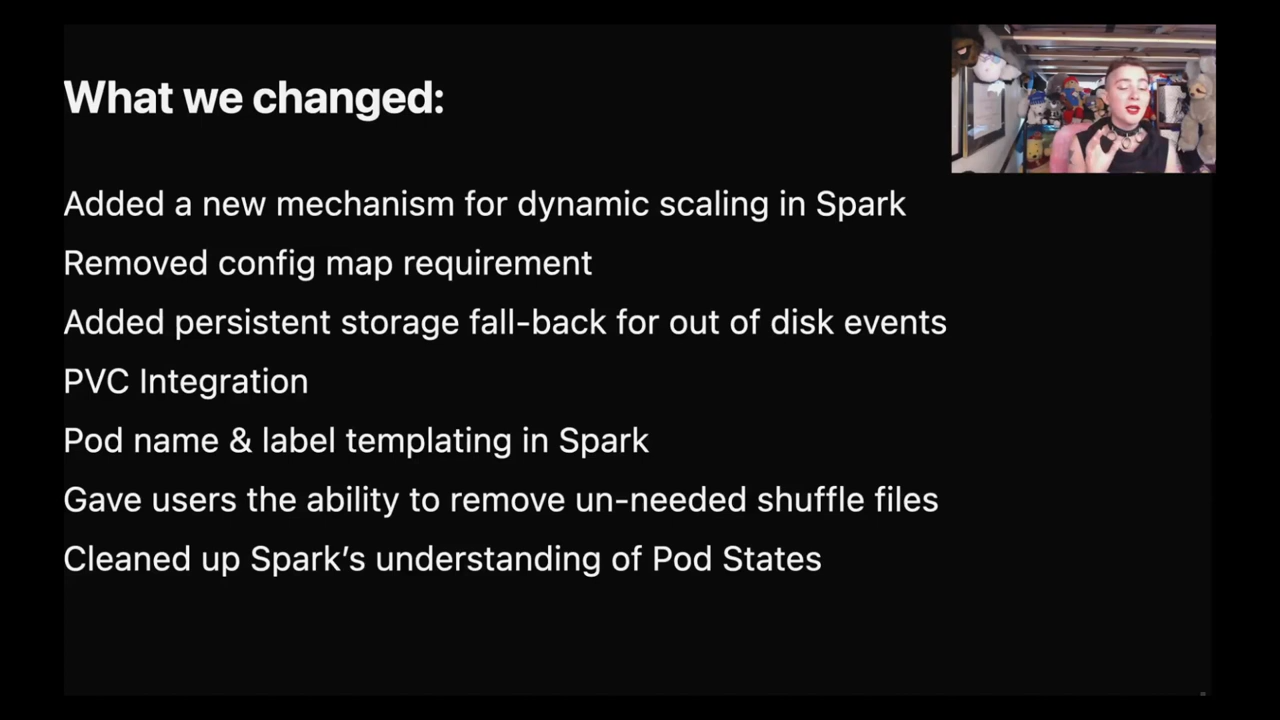 What we changed:
Added a new mechanism for dynamic scaling in Spark
Removed config map requirement
Added persistent storage fall-back for out of disk events
PVC Integration
Pod name & label templating in Spark
Gave users the ability to remove un-needed shuffle files
Cleaned up Spark’s understanding of Pod States